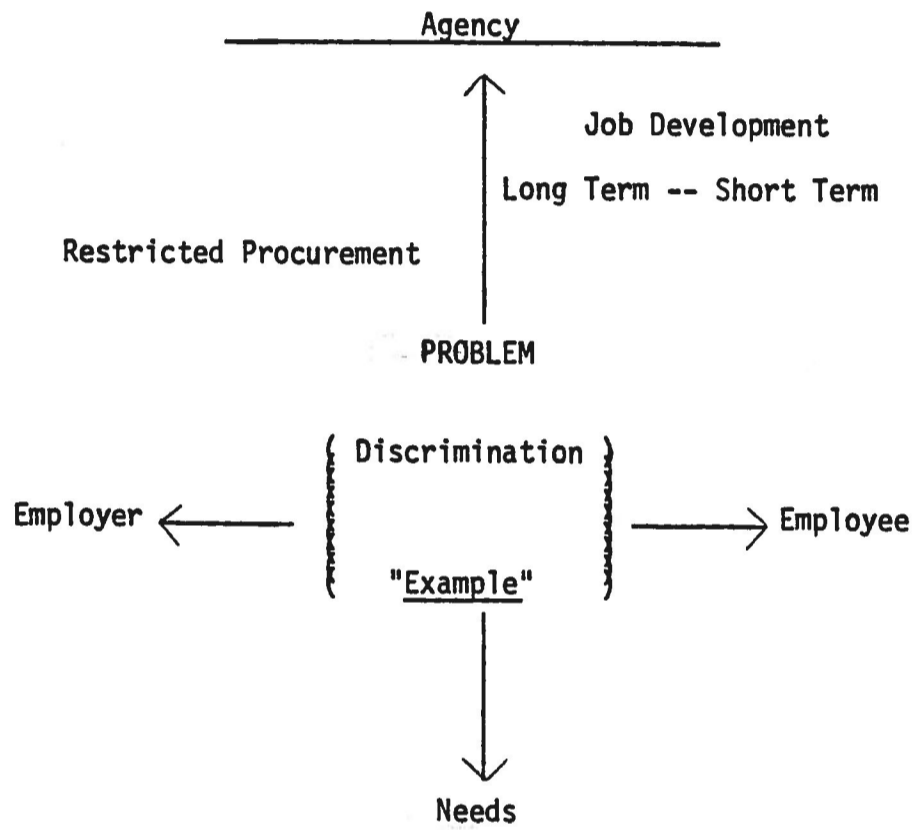 Agency
Job Development
Long Term -- Short Term
Restricted Procurement
PROBLEM
Discrimination
Employer
Employee
"Example"
Needs